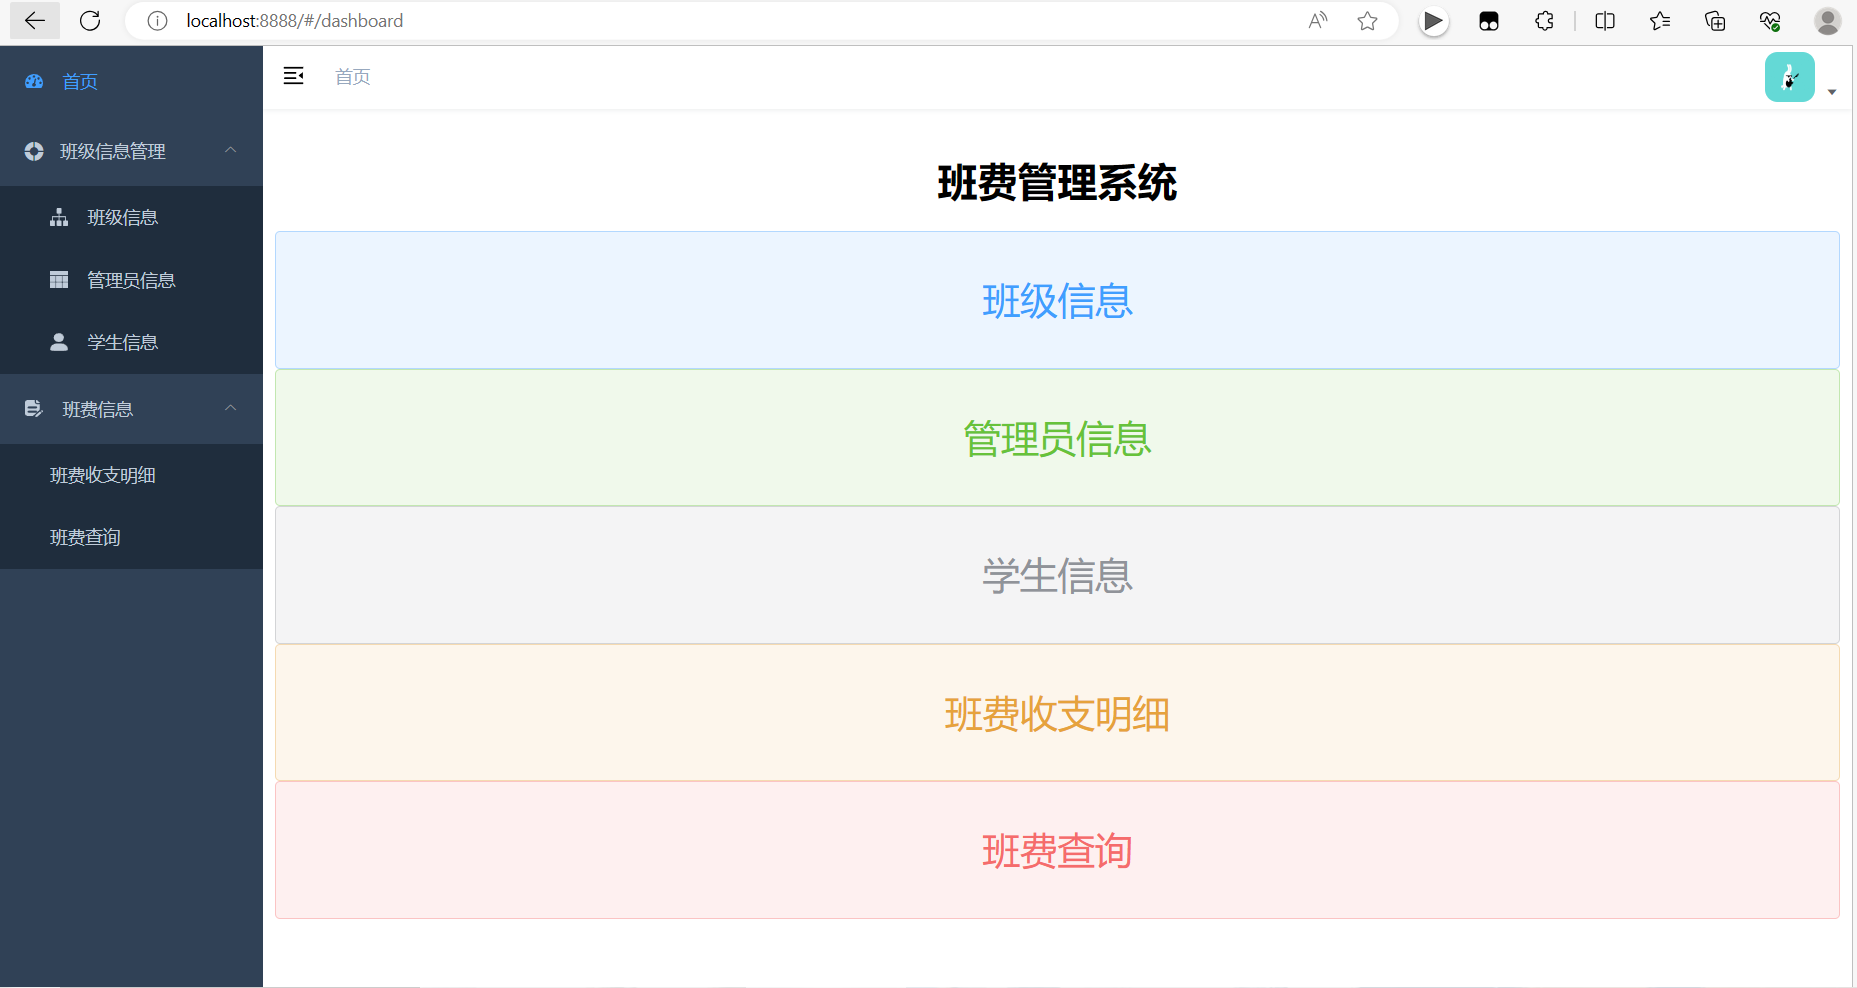 localhost:8888/#/dashboard
首页
班级信息管理
班级信息
管理员信息
学生信息
班费信息
班费收支明细
班费查询
首页
班费管理系统
班级信息
管理员信息
学生信息
班费收支明细
班费查询